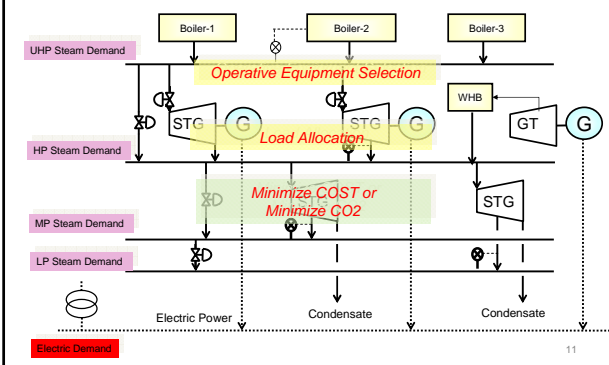 Boiler-1
Boiler-2
Boiler-3
UHP Steam Demand
Operative Equipment Selection
WHB
STG
G
STG
G
GT
G
Load Allocation
HP Steam Demand
Minimize COST or
Minimize CO2
STG
STG
MP Steam Demand
LP Steam Demand
Electric Power
Condensate
Condensate
Electric Demand
11